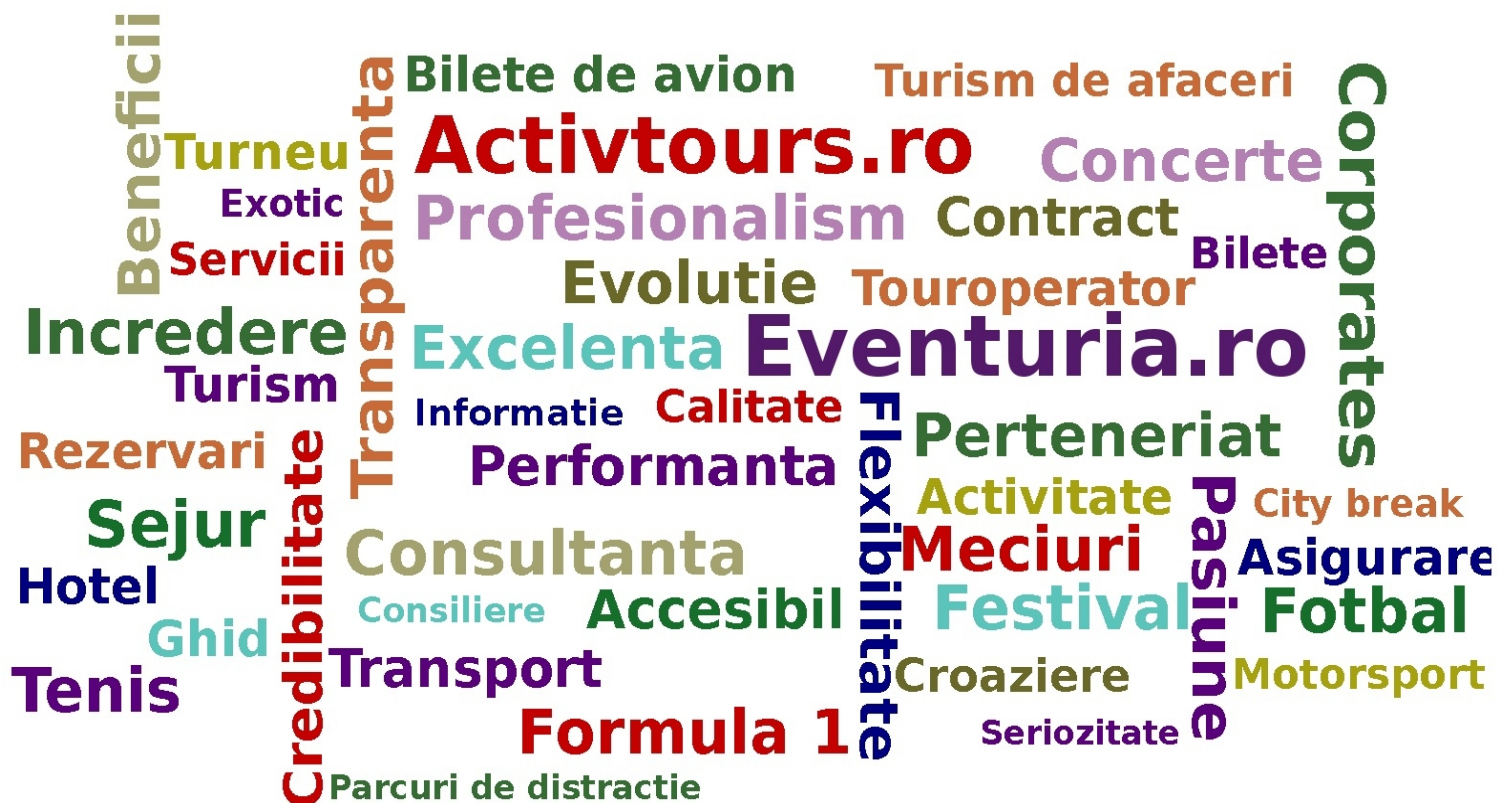 Beneficii
Transparenta
Bilete de avion
Turism de afaceri
Corporates
Turneu
Activtours.ro
Concerte
Exotic
Profesionalism
Contract
Servicii
Bilete
Evolutie
Touroperator
Incredere
Excelenta
Eventuria.ro
Turism
Informatie
Calitate
Flexibilitate
Perteneriat
Rezervari
Credibilitate
Performanta
Activitate
Pasiune
City break
Sejur
Consultanta
Meciuri
Asigurare
Hotel
Consiliere
Accesibil
Festival
Fotbal
Ghid
Transport
Croaziere
Motorsport
Tenis
Formula 1
Seriozitate
Parcuri de distractie